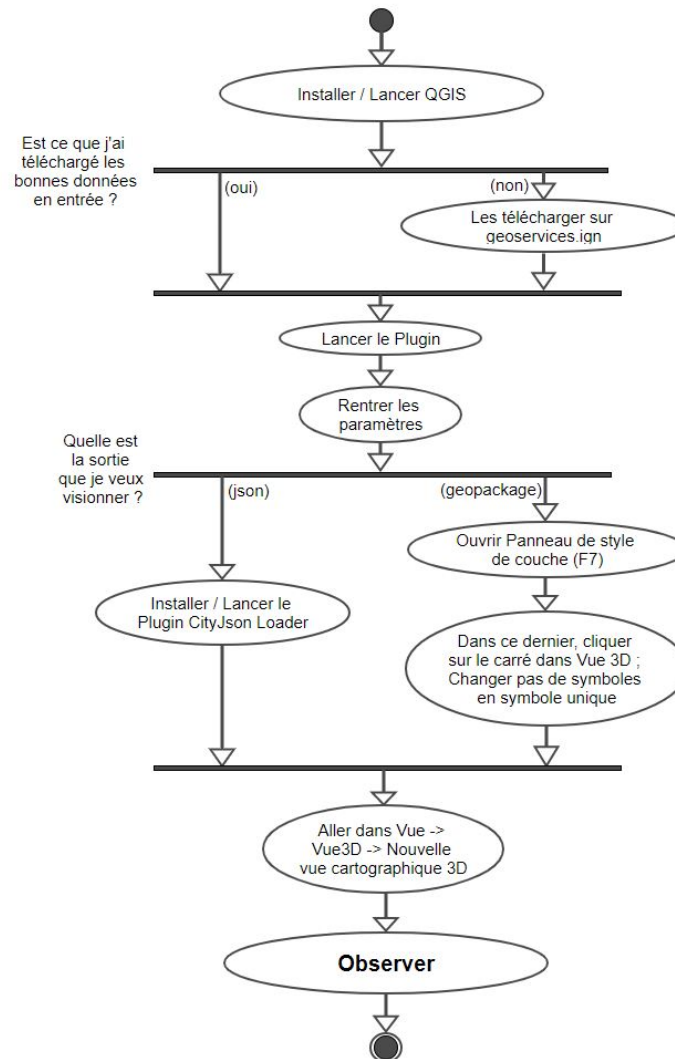 Installer / Lancer QGIS
Est ce que j'ai
téléchargé les
bonnes données
en entrée ?
(oui)
(non)
Les télécharger sur
geoservices.ign
Lancer le Plugin
Rentrer les
paramètres
Quelle est
la sortie
que je veux
visionner ?
(json)
(geopackage)
Ouvrir Panneau de style
de couche (F7)
Installer / Lancer le
Plugin CityJson Loader
Dans ce dernier, cliquer
sur le carré dans Vue 3D ;
Changer pas de symboles
en symbole unique
Aller dans Vue ->
Vue3D -> Nouvelle
vue cartographique 3D
Observer